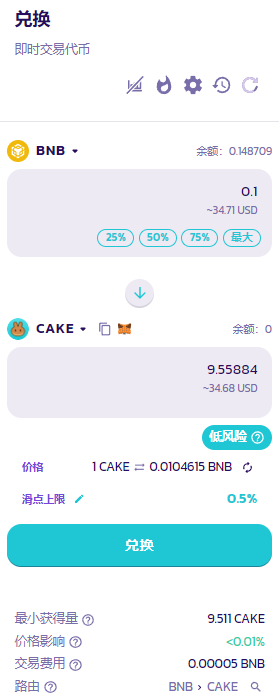 兑换
即时交易代币
BNB 余额：0.148709
0.1
~34.71 USD
25% 50% 75% 最大
CAKE 余额：0
9.55884
~34.68 USD
低风险
价格 1 CAKE ⇌ 0.0104615 BNB
滑点上限 0.5%
兑换
最小获得量 9.511 CAKE
价格影响 <0.01%
交易费用 0.00005 BNB
路由 BNB > CAKE